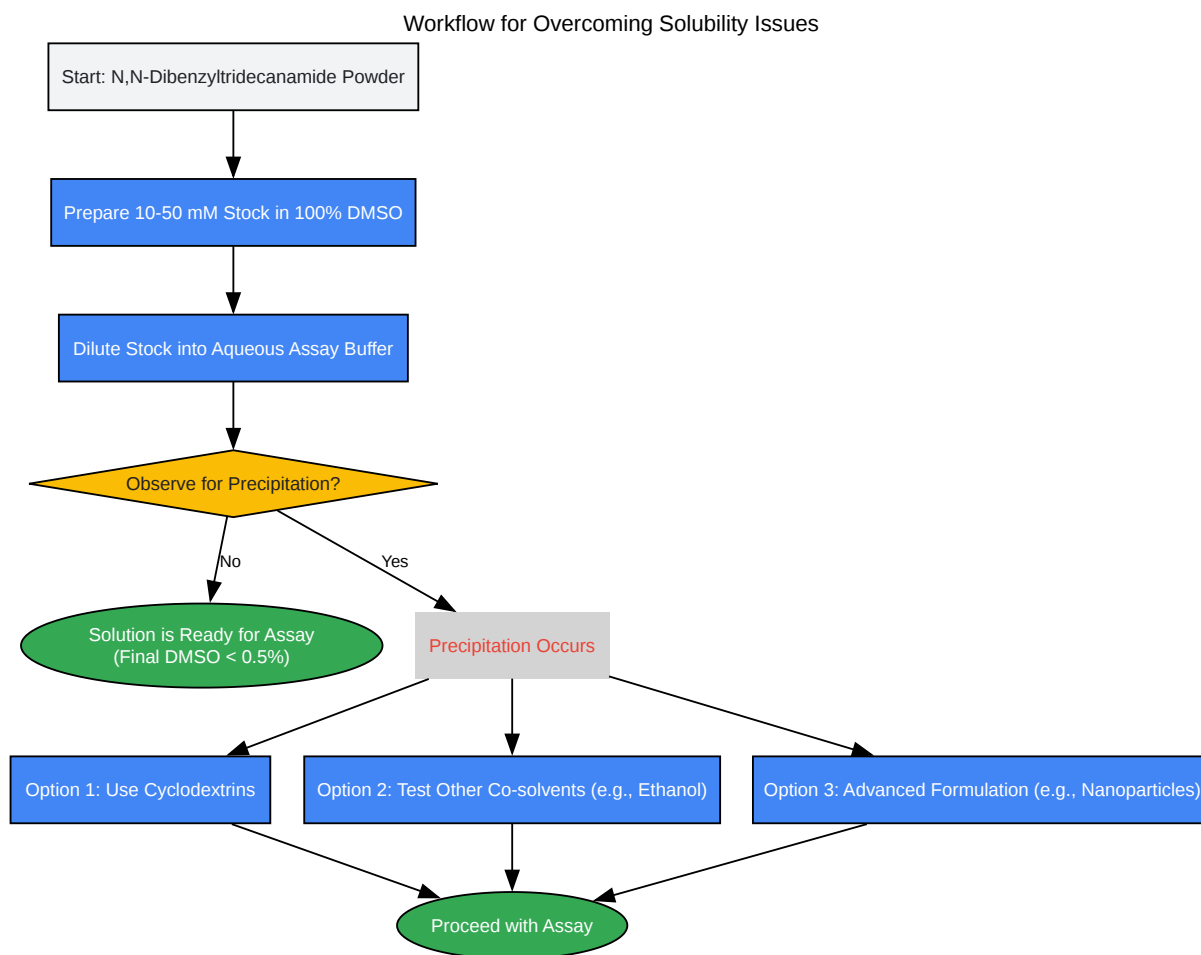 Workflow for Overcoming Solubility Issues
Start: N,N-Dibenzyltridecanamide Powder
Prepare 10-50 mM Stock in 100% DMSO
Dilute Stock into Aqueous Assay Buffer
Observe for Precipitation?
No
Yes
Solution is Ready for Assay
(Final DMSO < 0.5%)
Precipitation Occurs
Option 1: Use Cyclodextrins
Option 2: Test Other Co-solvents (e.g., Ethanol)
Option 3: Advanced Formulation (e.g., Nanoparticles)
Proceed with Assay